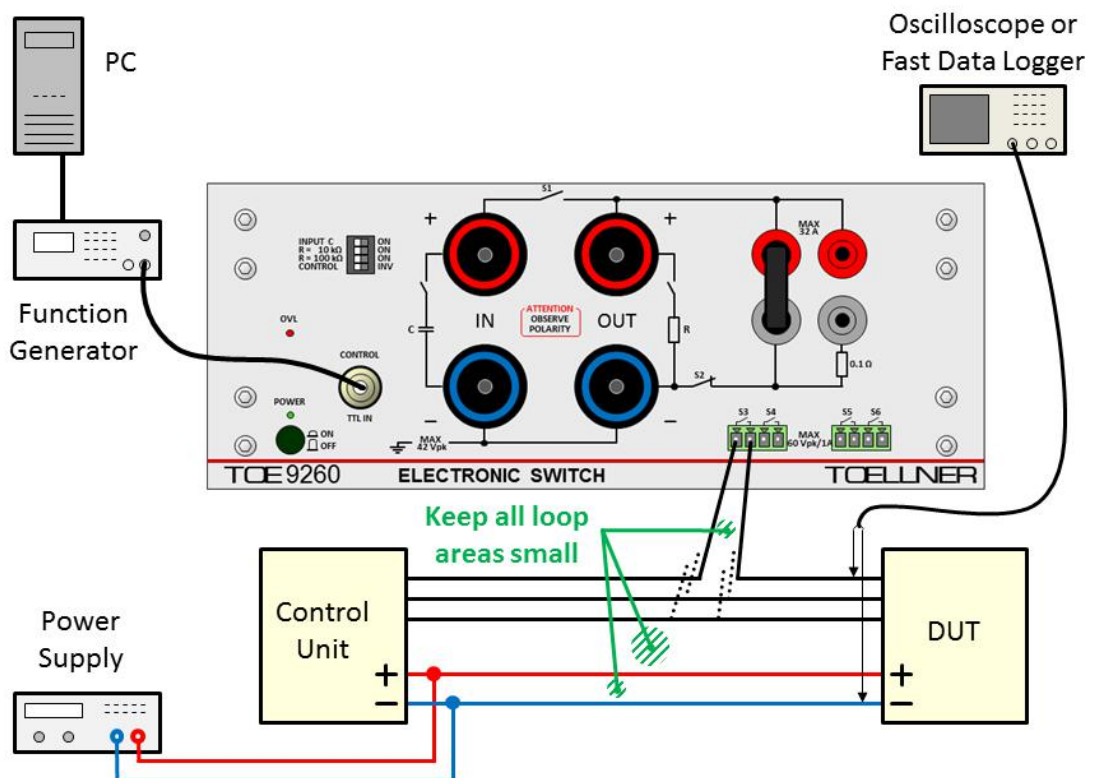 PC
Oscilloscope or
Fast Data Logger
Function
Generator
S1
+
+
MAX
32 A
INPUT C
R = 10 kΩ
R = 100 kΩ
CONTROL
ON
ON
ON
INV
OVL
C
IN
ATTENTION
OBSERVE
POLARITY
OUT
R
0.1 Ω
CONTROL
TTL IN
POWER
ON
OFF
−
−
S2
MAX
42 Vpk
S3
S4
MAX
60 Vpk/1A
S5
S6
TOE 9260
ELECTRONIC SWITCH
TOELLNER
Keep all loop
areas small
Control
Unit
+
−
DUT
+
−
Power
Supply